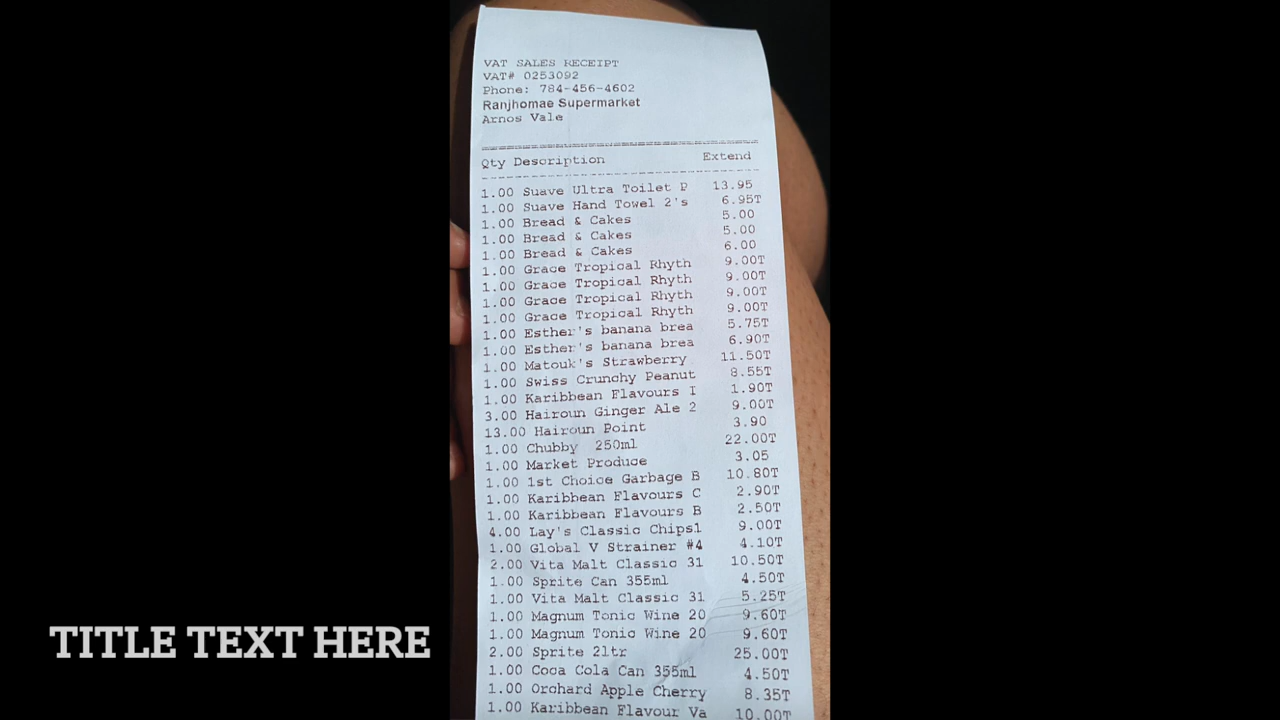 VAT SALES RECEIPT
VAT# 0253092
Phone: 784-456-4602
Ranjhomae Supermarket
Arnos Vale
Qty Description Extend
1.00 Suave Ultra Toilet P 13.95
1.00 Suave Hand Towel 2's 6.95T
1.00 Bread & Cakes 5.00
1.00 Bread & Cakes 5.00
1.00 Bread & Cakes 6.00
1.00 Grace Tropical Rhyth 9.00T
1.00 Grace Tropical Rhyth 9.00T
1.00 Grace Tropical Rhyth 9.00T
1.00 Grace Tropical Rhyth 9.00T
1.00 Esther's banana brea 5.75T
1.00 Esther's banana brea 6.90T
1.00 Matouk's Strawberry 11.50T
1.00 Swiss Crunchy Peanut 8.55T
1.00 Karibbean Flavours I 1.90T
3.00 Hairoun Ginger Ale 2 9.00T
13.00 Hairoun Point 3.90
1.00 Chubby 250ml 22.00T
1.00 Market Produce 3.05
1.00 1st Choice Garbage B 10.80T
1.00 Karibbean Flavours C 2.90T
1.00 Karibbean Flavours B 2.50T
4.00 Lay's Classic Chips1 9.00T
1.00 Global V Strainer #4 4.10T
2.00 Vita Malt Classic 31 10.50T
1.00 Sprite Can 355ml 4.50T
1.00 Vita Malt Classic 31 5.25T
1.00 Magnum Tonic Wine 20 9.60T
1.00 Magnum Tonic Wine 20 9.60T
2.00 Sprite 2ltr 25.00T
1.00 Coca Cola Can 355ml 4.50T
1.00 Orchard Apple Cherry 8.35T
1.00 Karibbean Flavour Va 10.00T
TITLE TEXT HERE